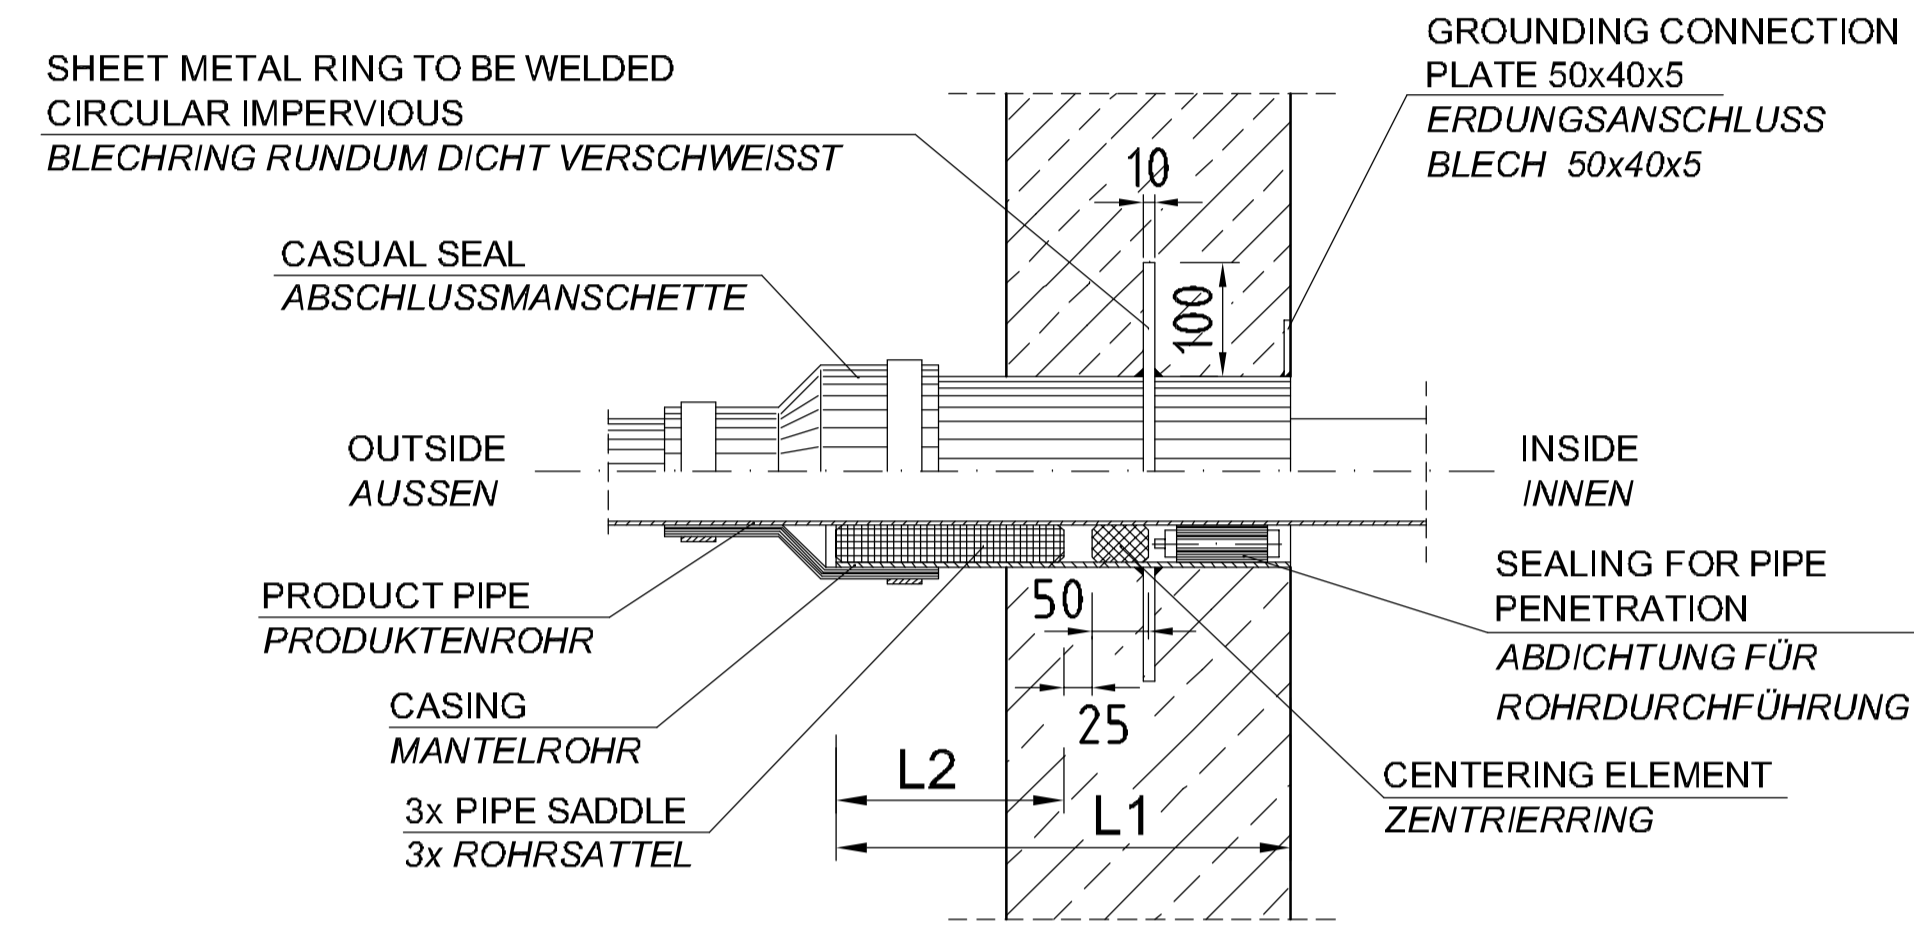 SHEET METAL RING TO BE WELDED
CIRCULAR IMPERVIOUS
BLECHRING RUNDUM DICHT VERSCHWEISST
GROUNDING CONNECTION
PLATE 50x40x5
ERDUNGSANSCHLUSS
BLECH 50x40x5
10
CASUAL SEAL
ABSCHLUSSMANSCHETTE
100
OUTSIDE
AUSSEN
INSIDE
INNEN
PRODUCT PIPE
PRODUKTENROHR
50
SEALING FOR PIPE
PENETRATION
ABDICHTUNG FÜR
ROHRDURCHFÜHRUNG
CASING
MANTELROHR
25
L2
CENTERING ELEMENT
ZENTRIERRING
3x PIPE SADDLE
3x ROHRSATTEL
L1